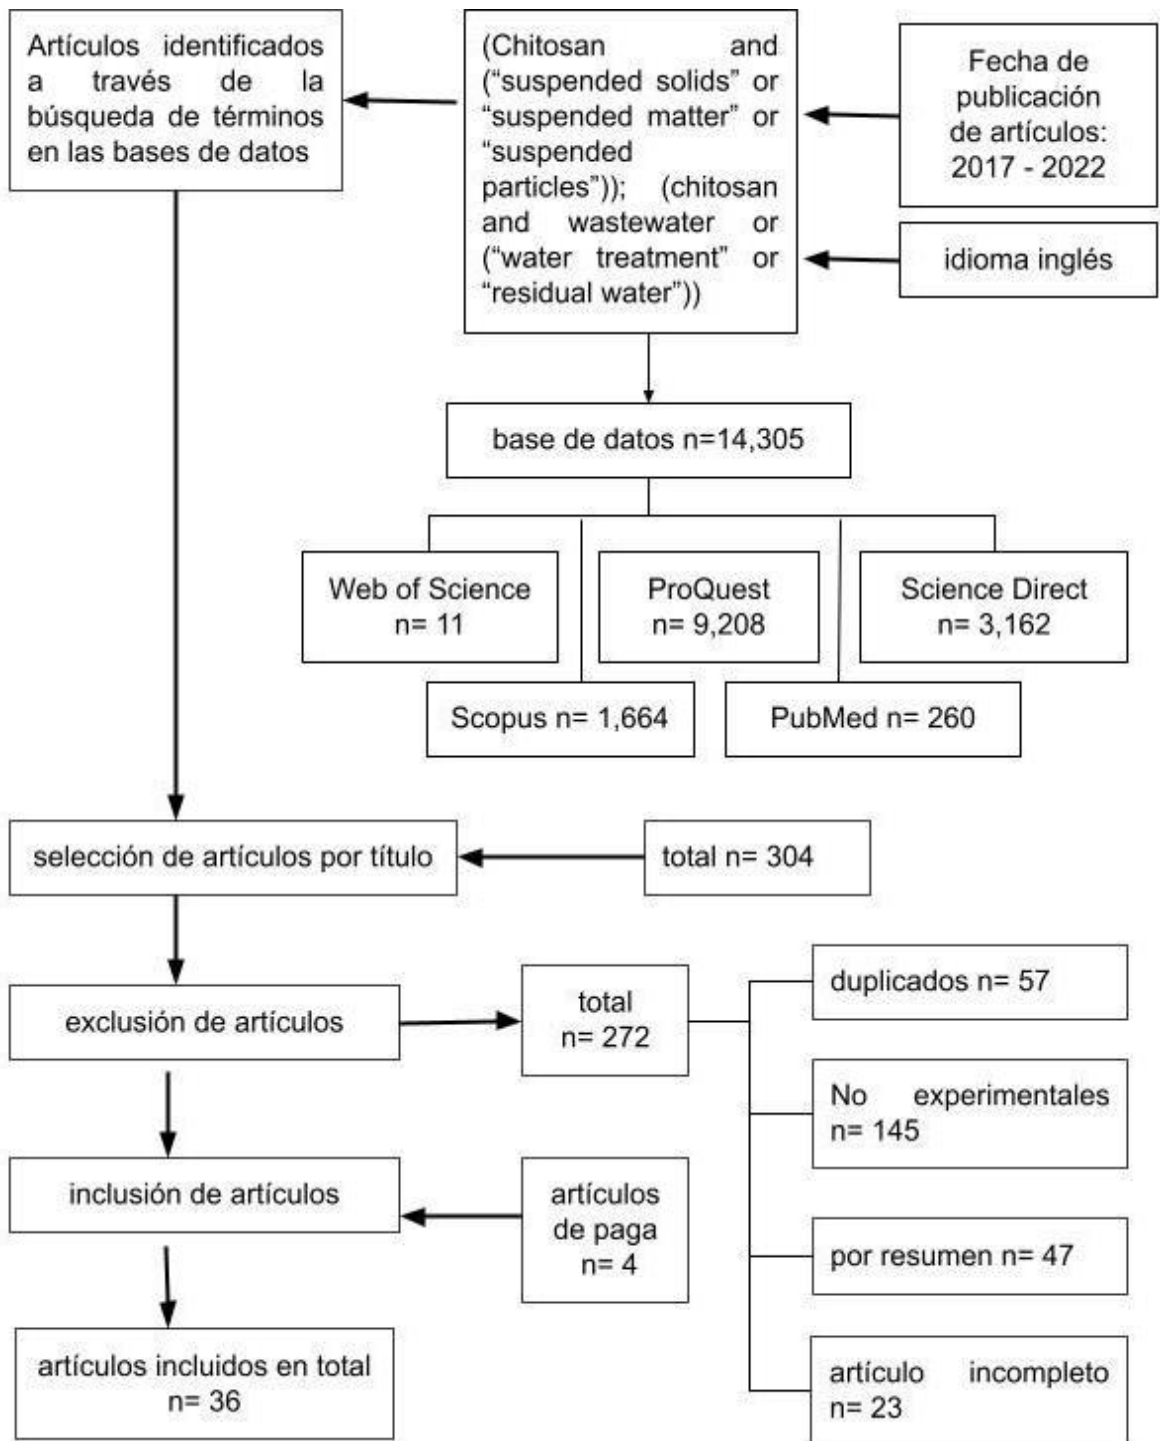 Artículos identificados
a través de la
búsqueda de términos
en las bases de datos
(Chitosan and
(“suspended solids” or
“suspended matter” or
“suspended
particles”)); (chitosan
and wastewater or
(“water treatment” or
“residual water”))
Fecha de
publicación
de artículos:
2017 - 2022
idioma inglés
base de datos n=14,305
Web of Science
n= 11
ProQuest
n= 9,208
Science Direct
n= 3,162
Scopus n= 1,664
PubMed n= 260
selección de artículos por título
total n= 304
exclusión de artículos
total
n= 272
duplicados n= 57
No experimentales
n= 145
por resumen n= 47
artículo incompleto
n= 23
inclusión de artículos
artículos
de paga
n= 4
artículos incluidos en total
n= 36